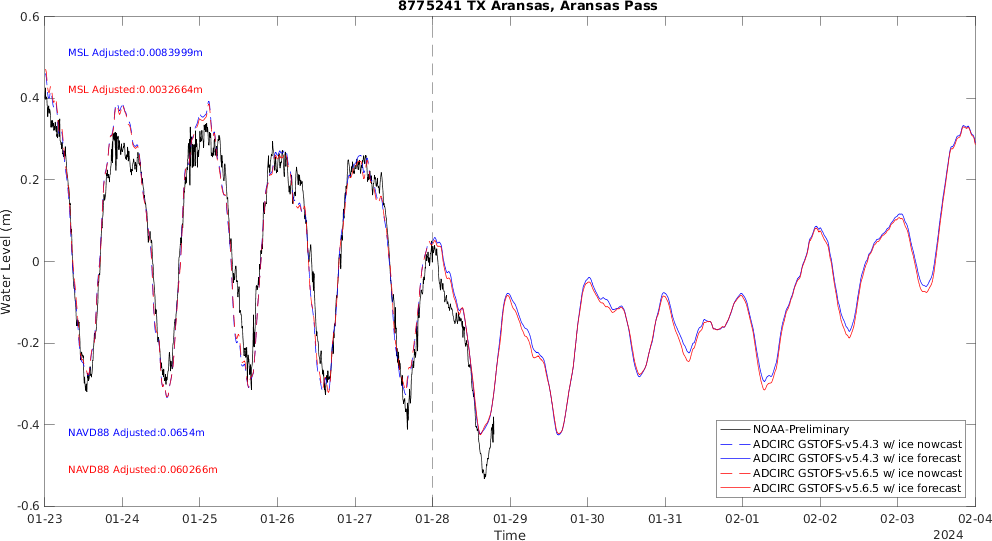 8775241 TX Aransas, Aransas Pass
0.6
0.4
0.2
0
-0.2
-0.4
-0.6
Water Level (m)
MSL Adjusted:0.0083999m
MSL Adjusted:0.0032664m
NAVD88 Adjusted:0.0654m
NAVD88 Adjusted:0.060266m
NOAA-Preliminary
ADCIRC GSTOFS-v5.4.3 w/ ice nowcast
ADCIRC GSTOFS-v5.4.3 w/ ice forecast
ADCIRC GSTOFS-v5.6.5 w/ ice nowcast
ADCIRC GSTOFS-v5.6.5 w/ ice forecast
01-23 01-24 01-25 01-26 01-27 01-28 01-29 01-30 01-31 02-01 02-02 02-03 02-04
Time
2024